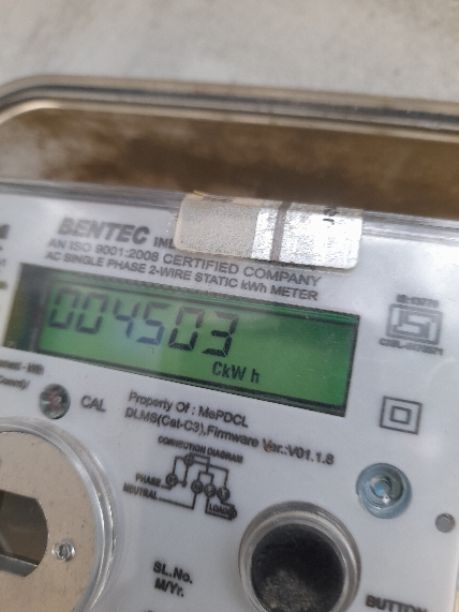 BENTEC
AN ISO 9001:2008 CERTIFIED COMPANY
AC SINGLE PHASE 2-WIRE STATIC kWh METER
004503
CkW h
CAL
Property Of : MePDCL
DLMS(Cat-C3),Firmware Ver.:V01.1.8
CONNECTION DIAGRAM
PHASE
NEUTRAL
LOAD
SL.No.
M/Yr.
BUTTON